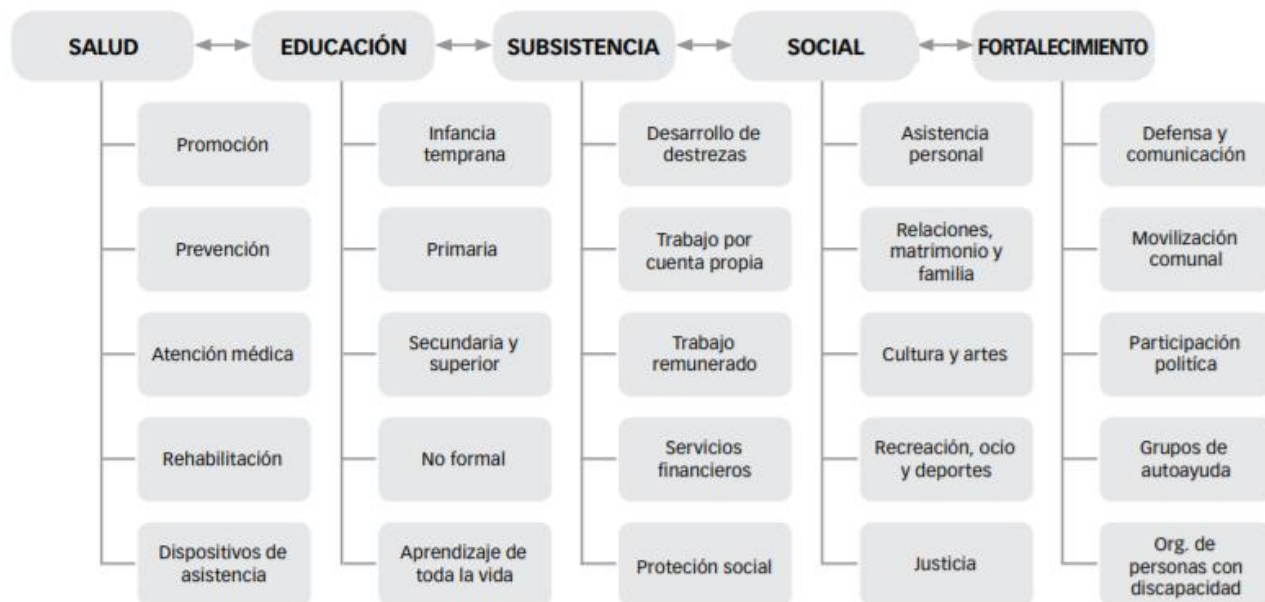 SALUD
EDUCACIÓN
SUBSISTENCIA
SOCIAL
FORTALECIMIENTO
Promoción
Prevención
Atención médica
Rehabilitación
Dispositivos de
asistencia
Infancia
temprana
Primaria
Secundaria y
superior
No formal
Aprendizaje de
toda la vida
Desarrollo de
destrezas
Trabajo por
cuenta propia
Trabajo
remunerado
Servicios
financieros
Proteción social
Asistencia
personal
Relaciones,
matrimonio y
familia
Cultura y artes
Recreación, ocio
y deportes
Justicia
Defensa y
comunicación
Movilización
comunal
Participación
politíca
Grupos de
autoayuda
Org. de
personas con
discapacidad